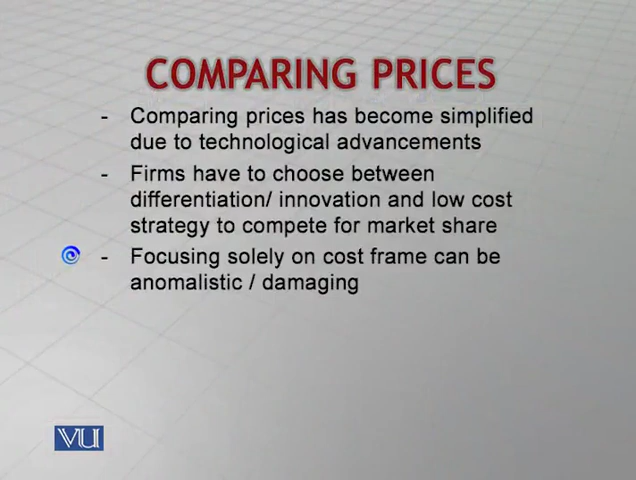 COMPARING PRICES
- Comparing prices has become simplified
due to technological advancements
- Firms have to choose between
differentiation/ innovation and low cost
strategy to compete for market share
- Focusing solely on cost frame can be
anomalistic / damaging
VU